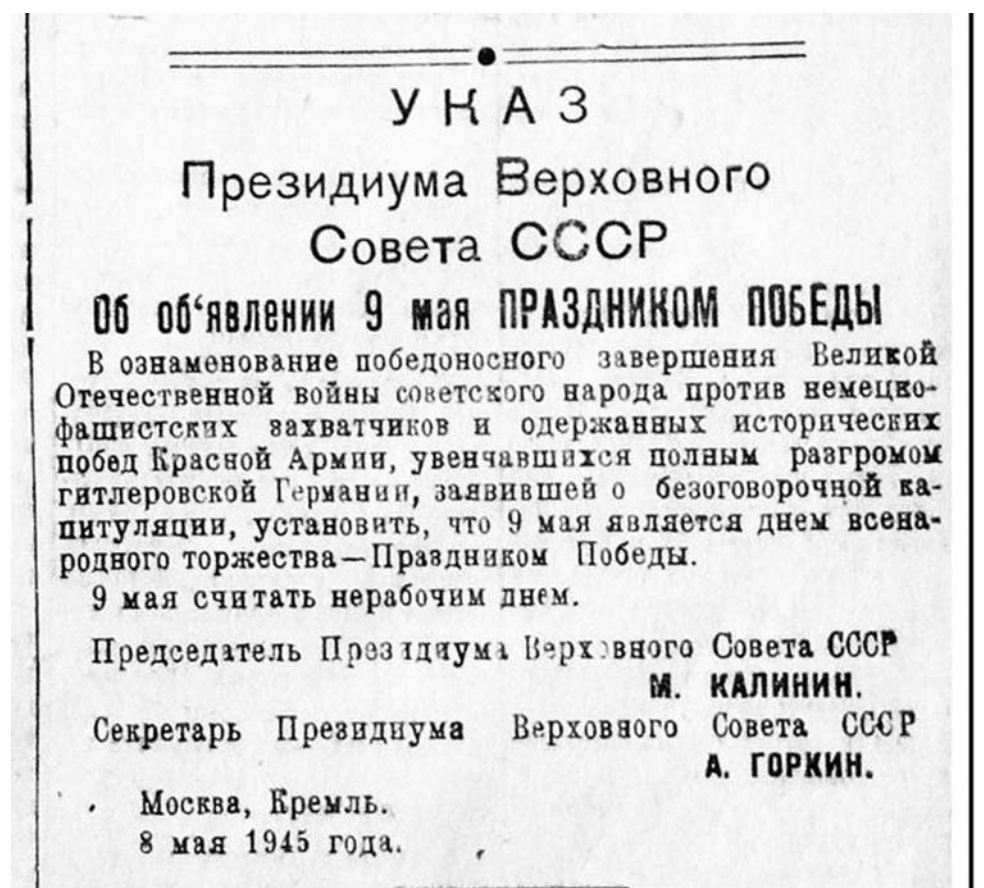 УКАЗ
Президиума Верховного
Совета СССР
Об об‘явлении 9 мая ПРАЗДНИКОМ ПОБЕДЫ
В ознаменование победоносного завершения Великой
Отечественной войны советского народа против немецко-
фашистских захватчиков и одержанных исторических
побед Красной Армии, увенчавшихся полным разгромом
гитлеровской Германии, заявившей о безоговорочной ка-
питуляции, установить, что 9 мая является днем всена-
родного торжества—Праздником Победы.
9 мая считать нерабочим днем.
Председатель Президиума Верховного Совета СССР
М. КАЛИНИН.
Секретарь Президиума Верховного Совета СССР
А. ГОРКИН.
Москва, Кремль.
8 мая 1945 года.